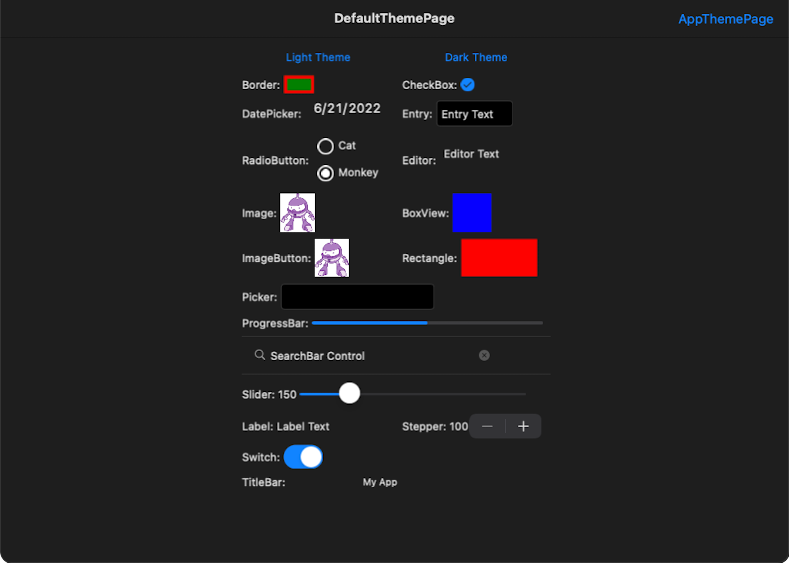 DefaultThemePage
AppThemePage
Light Theme Dark Theme
Border: CheckBox:
DatePicker: 6/21/2022 Entry: Entry Text
RadioButton: Cat
Monkey
Editor: Editor Text
Image: BoxView:
ImageButton: Rectangle:
Picker:
ProgressBar:
SearchBar Control
Slider: 150
Label: Label Text Stepper: 100 − +
Switch:
TitleBar: My App